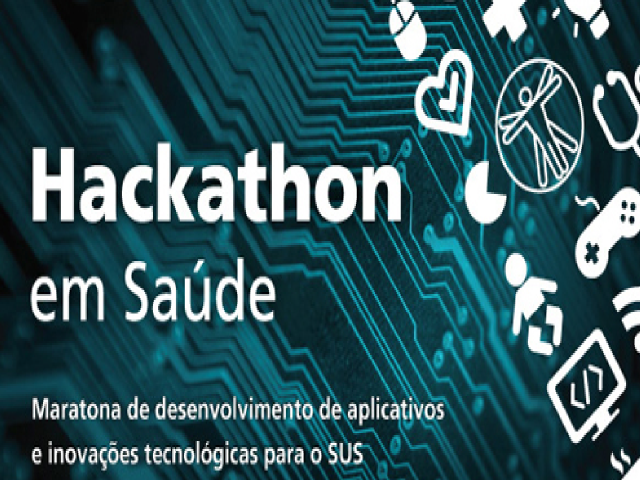 Hackathon
em Saúde
Maratona de desenvolvimento de aplicativos
e inovações tecnológicas para o SUS